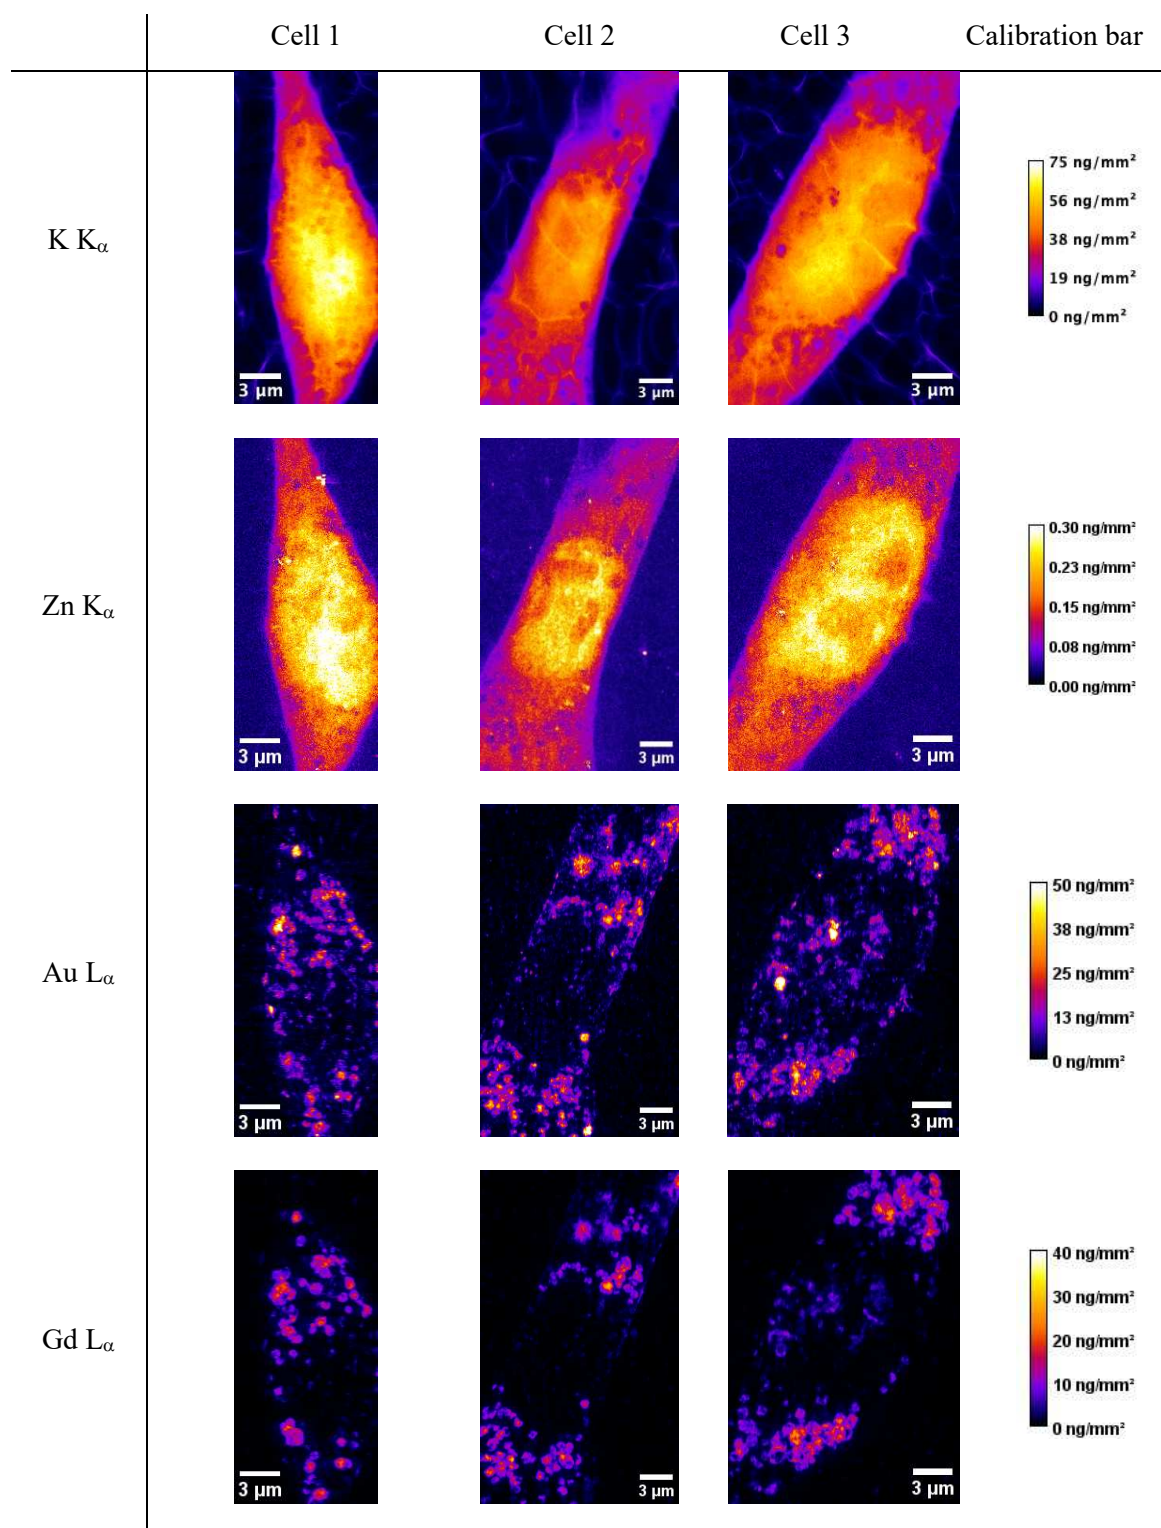 Cell 1 Cell 2 Cell 3 Calibration bar
K Kα
3 µm 3 µm 3 µm
75 ng/mm²
56 ng/mm²
38 ng/mm²
19 ng/mm²
0 ng/mm²
Zn Kα
3 µm 3 µm 3 µm
0.30 ng/mm²
0.23 ng/mm²
0.15 ng/mm²
0.08 ng/mm²
0.00 ng/mm²
Au Lα
3 µm 3 µm 3 µm
50 ng/mm²
38 ng/mm²
25 ng/mm²
13 ng/mm²
0 ng/mm²
Gd Lα
3 µm 3 µm 3 µm
40 ng/mm²
30 ng/mm²
20 ng/mm²
10 ng/mm²
0 ng/mm²